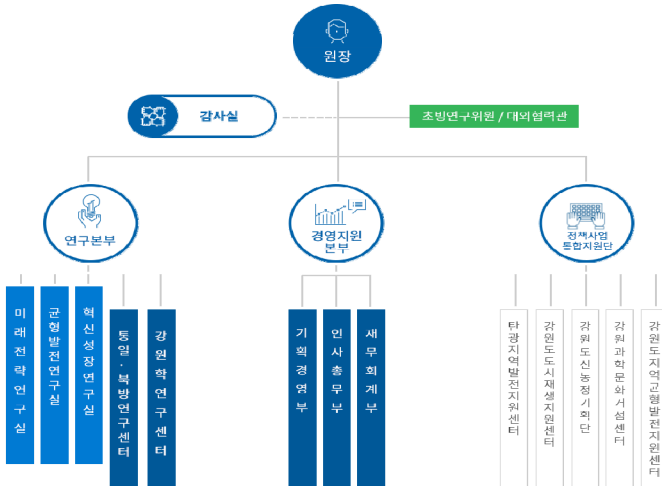 원장
감사실
초빙연구위원 / 대외협력관
연구본부
경영지원
본부
정책사업
통합지원단
미래전략연구실
균형발전연구실
혁신성장연구실
통일·북방연구센터
강원학연구센터
기획경영부
인사총무부
재무회계부
탄광지역발전지원센터
강원도도시재생지원센터
강원도신농정기획단
강원과학문화거점센터
강원도지역균형발전지원센터